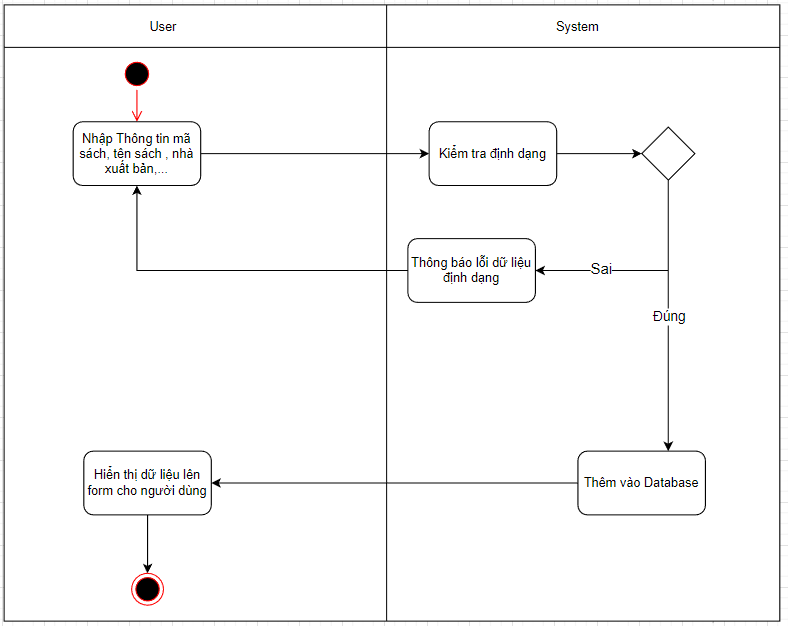 User
System
Nhập Thông tin mã
sách, tên sách , nhà
xuất bản,...
Kiểm tra định dạng
Thông báo lỗi dữ liệu
định dạng
Sai
Đúng
Hiển thị dữ liệu lên
form cho người dùng
Thêm vào Database